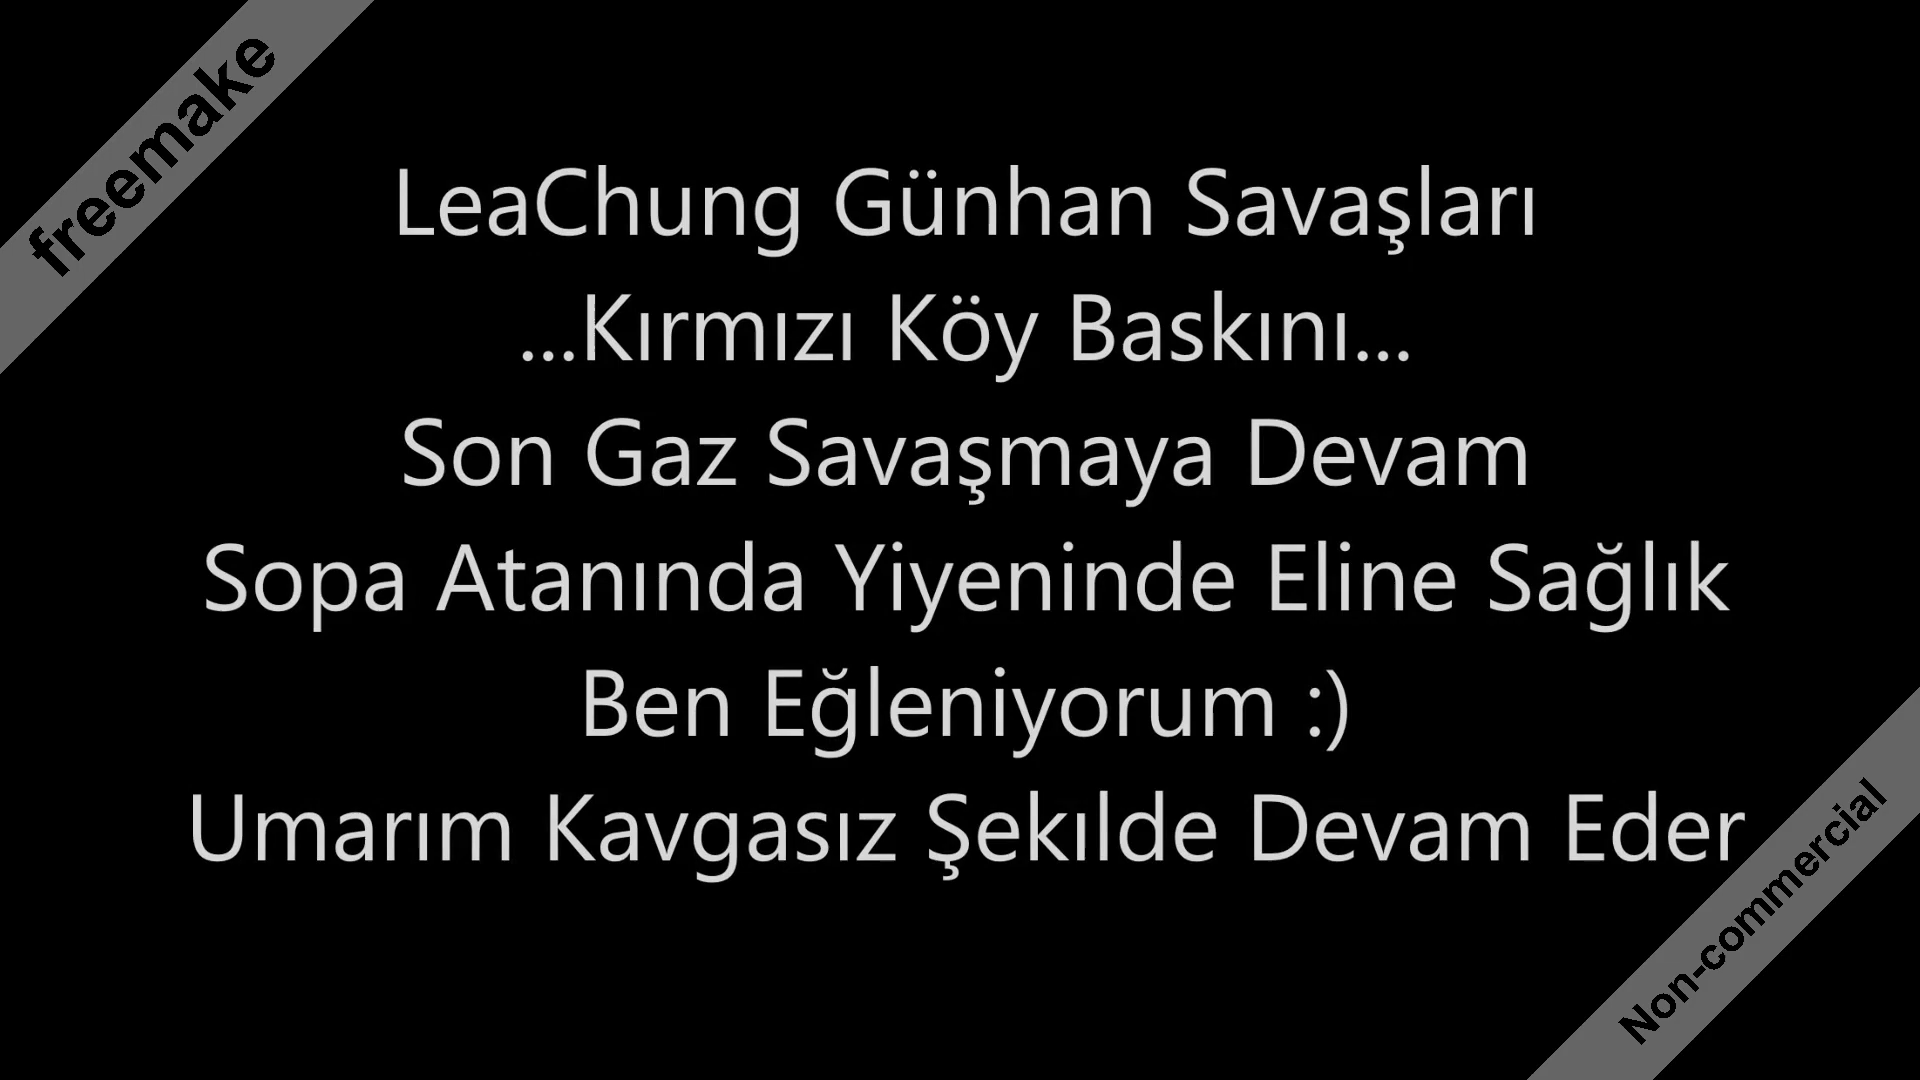 freemake
LeaChung Günhan Savaşları
...Kırmızı Köy Baskını...
Son Gaz Savaşmaya Devam
Sopa Atanında Yiyeninde Eline Sağlık
Ben Eğleniyorum :)
Umarım Kavgasız Şekılde Devam Eder
Non-commercial